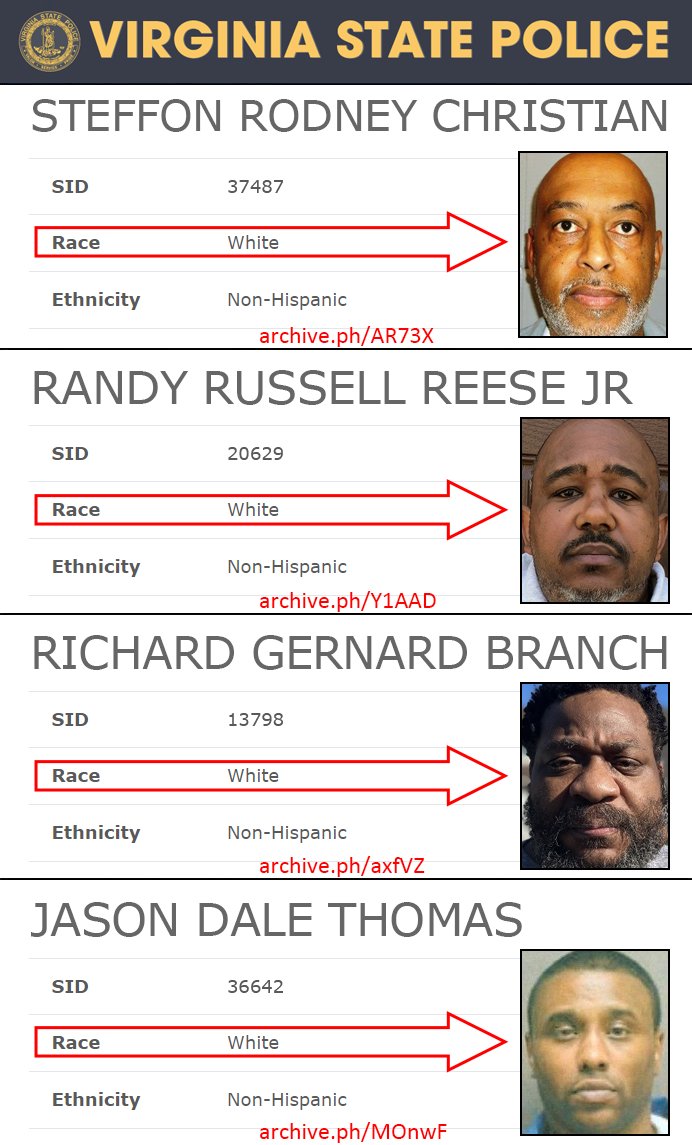 VIRGINIA STATE POLICE
STEFFON RODNEY CHRISTIAN
SID 37487
Race White
Ethnicity Non-Hispanic
archive.ph/AR73X
RANDY RUSSELL REESE JR
SID 20629
Race White
Ethnicity Non-Hispanic
archive.ph/Y1AAD
RICHARD GERNARD BRANCH
SID 13798
Race White
Ethnicity Non-Hispanic
archive.ph/axfVZ
JASON DALE THOMAS
SID 36642
Race White
Ethnicity Non-Hispanic
archive.ph/MOnwF